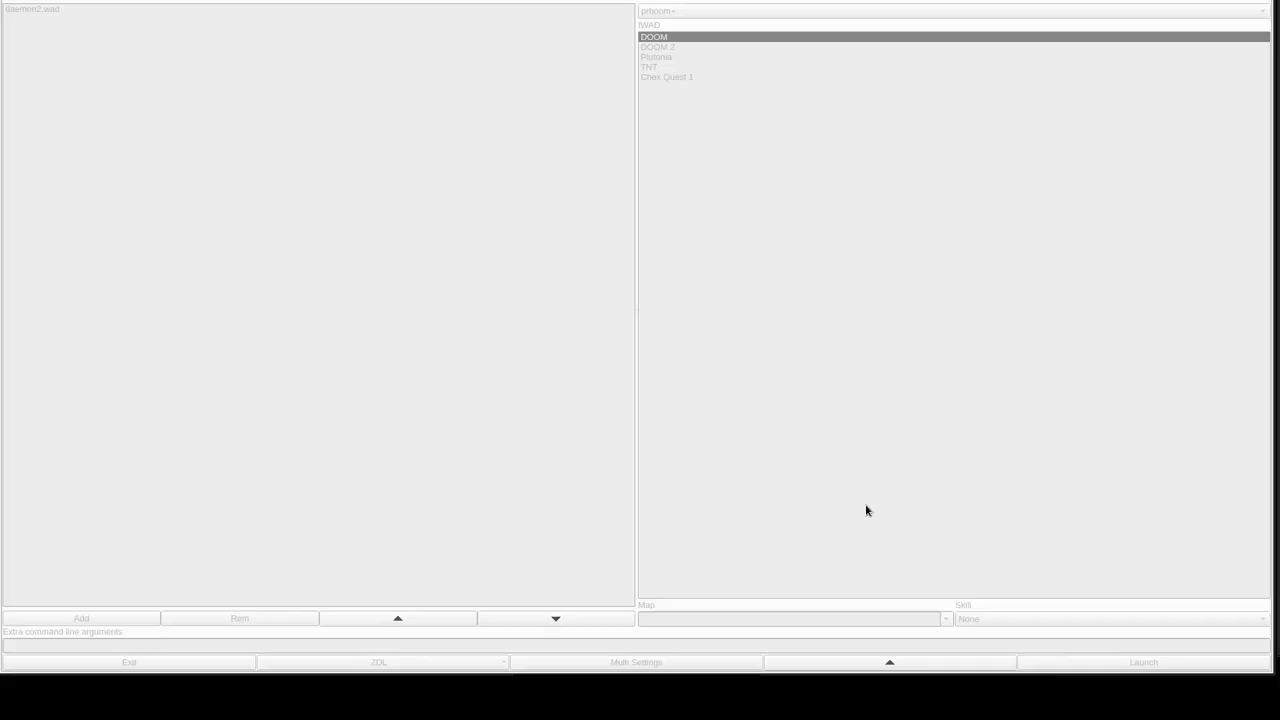 daemon2.wad
prboom+
IWAD
DOOM
DOOM 2
Plutonia
TNT
Chex Quest 1
Map
Skill
Add
Rem
None
Extra command line arguments
Exit
ZDL
Multi Settings
Launch